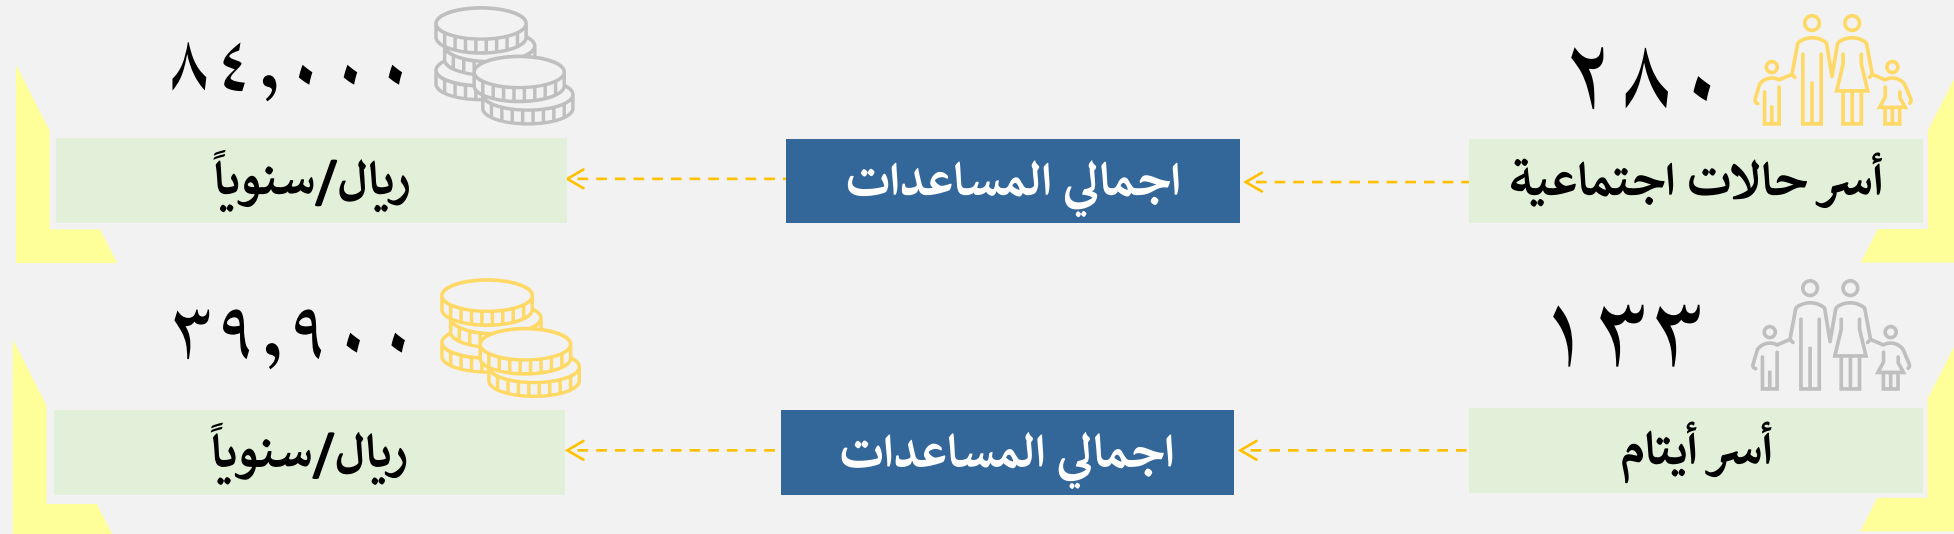 ٢٨٠
أسر حالات اجتماعية
اجمالي المساعدات
٨٤,٠٠٠
ريال/سنوياً
١٣٣
أسر أيتام
اجمالي المساعدات
٣٩,٩٠٠
ريال/سنوياً